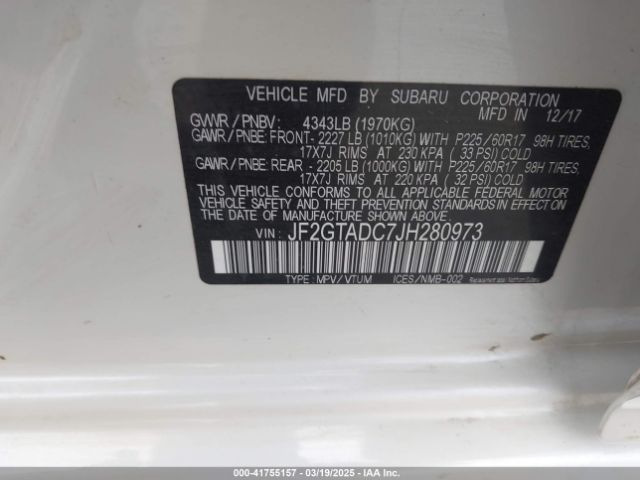 VEHICLE MFD BY SUBARU CORPORATION
MFD IN 12/17
GVWR / PNBV: 4343LB (1970KG)
GAWR / PNBE: FRONT- 2227 LB (1010KG) WITH P225/60R17 98H TIRES,
17X7J RIMS AT 230 KPA ( 33 PSI) COLD
GAWR / PNBE: REAR - 2205 LB (1000KG) WITH P225/60R17 98H TIRES,
17X7J RIMS AT 220 KPA ( 32 PSI) COLD
THIS VEHICLE CONFORMS TO ALL APPLICABLE FEDERAL MOTOR
VEHICLE SAFETY AND THEFT PREVENTION STANDARDS IN EFFECT
ON THE DATE OF MANUFACTURE SHOWN ABOVE.
VIN: JF2GTADC7JH280973
TYPE: MPV/VTUM ICES/NMB-002
000-41755157 - 03/19/2025 - IAA Inc.